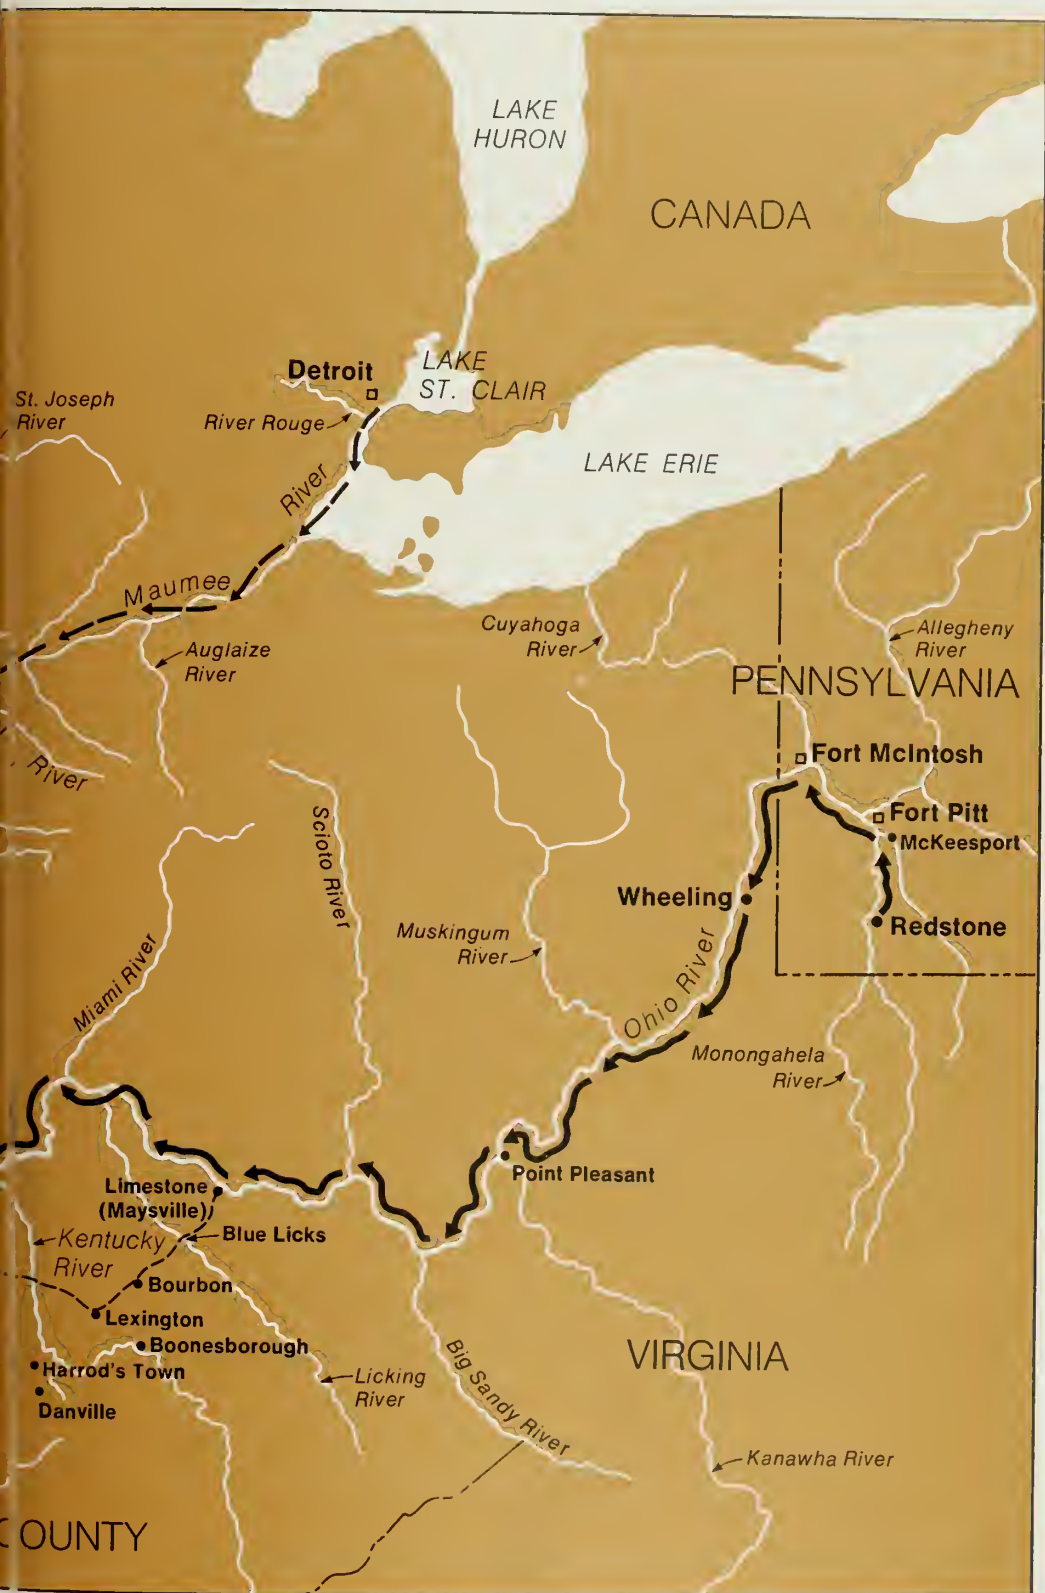 LAKE
HURON
CANADA
Detroit
LAKE
ST. CLAIR
St. Joseph
River
River Rouge
LAKE ERIE
River
Maumee
Auglaize
River
Cuyahoga
River
Allegheny
River
PENNSYLVANIA
River
Fort McIntosh
Fort Pitt
McKeesport
Scioto River
Wheeling
Redstone
Muskingum
River
Miami River
Ohio River
Monongahela
River
Point Pleasant
Limestone
(Maysville)
Blue Licks
Kentucky
River
Bourbon
Lexington
Boonesborough
Harrod's Town
Danville
Licking
River
Big Sandy River
VIRGINIA
Kanawha River
OUNTY